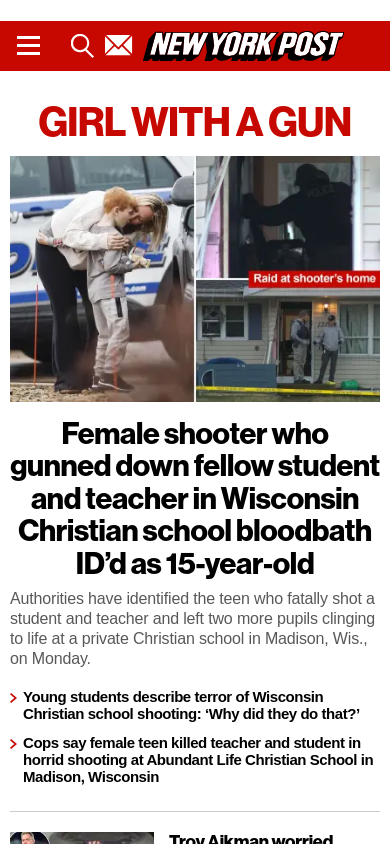 NEW YORK POST
GIRL WITH A GUN
POLICE
Raid at shooter's home
Female shooter who
gunned down fellow student
and teacher in Wisconsin
Christian school bloodbath
ID’d as 15-year-old
Authorities have identified the teen who fatally shot a
student and teacher and left two more pupils clinging
to life at a private Christian school in Madison, Wis.,
on Monday.
Young students describe terror of Wisconsin
Christian school shooting: ‘Why did they do that?’
Cops say female teen killed teacher and student in
horrid shooting at Abundant Life Christian School in
Madison, Wisconsin
Troy Aikman worried